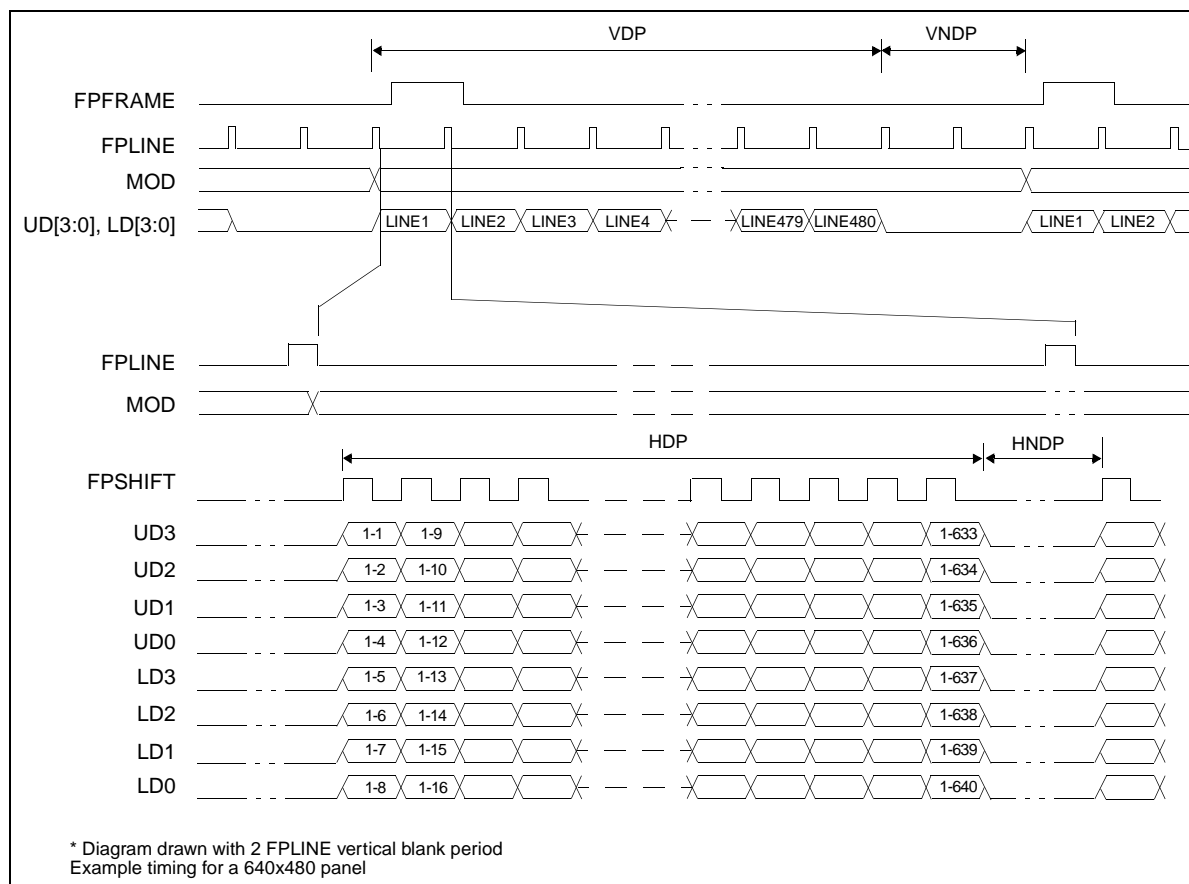 VDP VNDP
FPFRAME
FPLINE
MOD
UD[3:0], LD[3:0] LINE1 LINE2 LINE3 LINE4 LINE479 LINE480 LINE1 LINE2
FPLINE
MOD
HDP HNDP
FPSHIFT
UD3 1-1 1-9 1-633
UD2 1-2 1-10 1-634
UD1 1-3 1-11 1-635
UD0 1-4 1-12 1-636
LD3 1-5 1-13 1-637
LD2 1-6 1-14 1-638
LD1 1-7 1-15 1-639
LD0 1-8 1-16 1-640
* Diagram drawn with 2 FPLINE vertical blank period
Example timing for a 640x480 panel